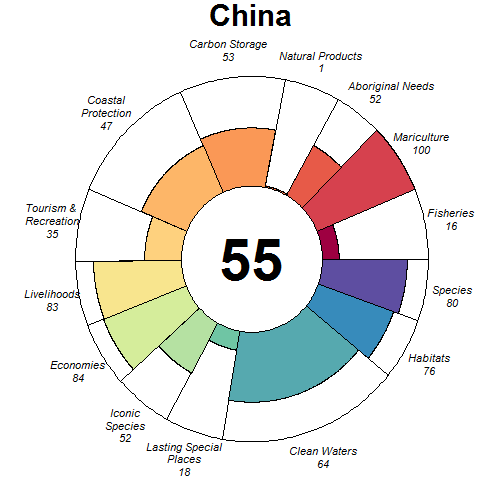 China
Carbon Storage
53
Natural Products
1
Aboriginal Needs
52
Coastal
Protection
47
Mariculture
100
Tourism &
Recreation
35
Fisheries
16
55
Livelihoods
83
Species
80
Economies
84
Habitats
76
Iconic
Species
52
Lasting Special
Places
18
Clean Waters
64